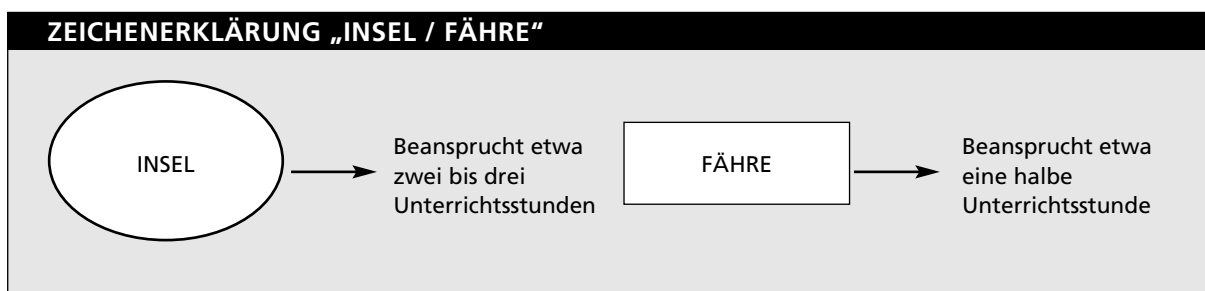 ZEICHENERKLÄRUNG „INSEL / FÄHRE“
INSEL
Beansprucht etwa
zwei bis drei
Unterrichtsstunden
FÄHRE
Beansprucht etwa
eine halbe
Unterrichtsstunde